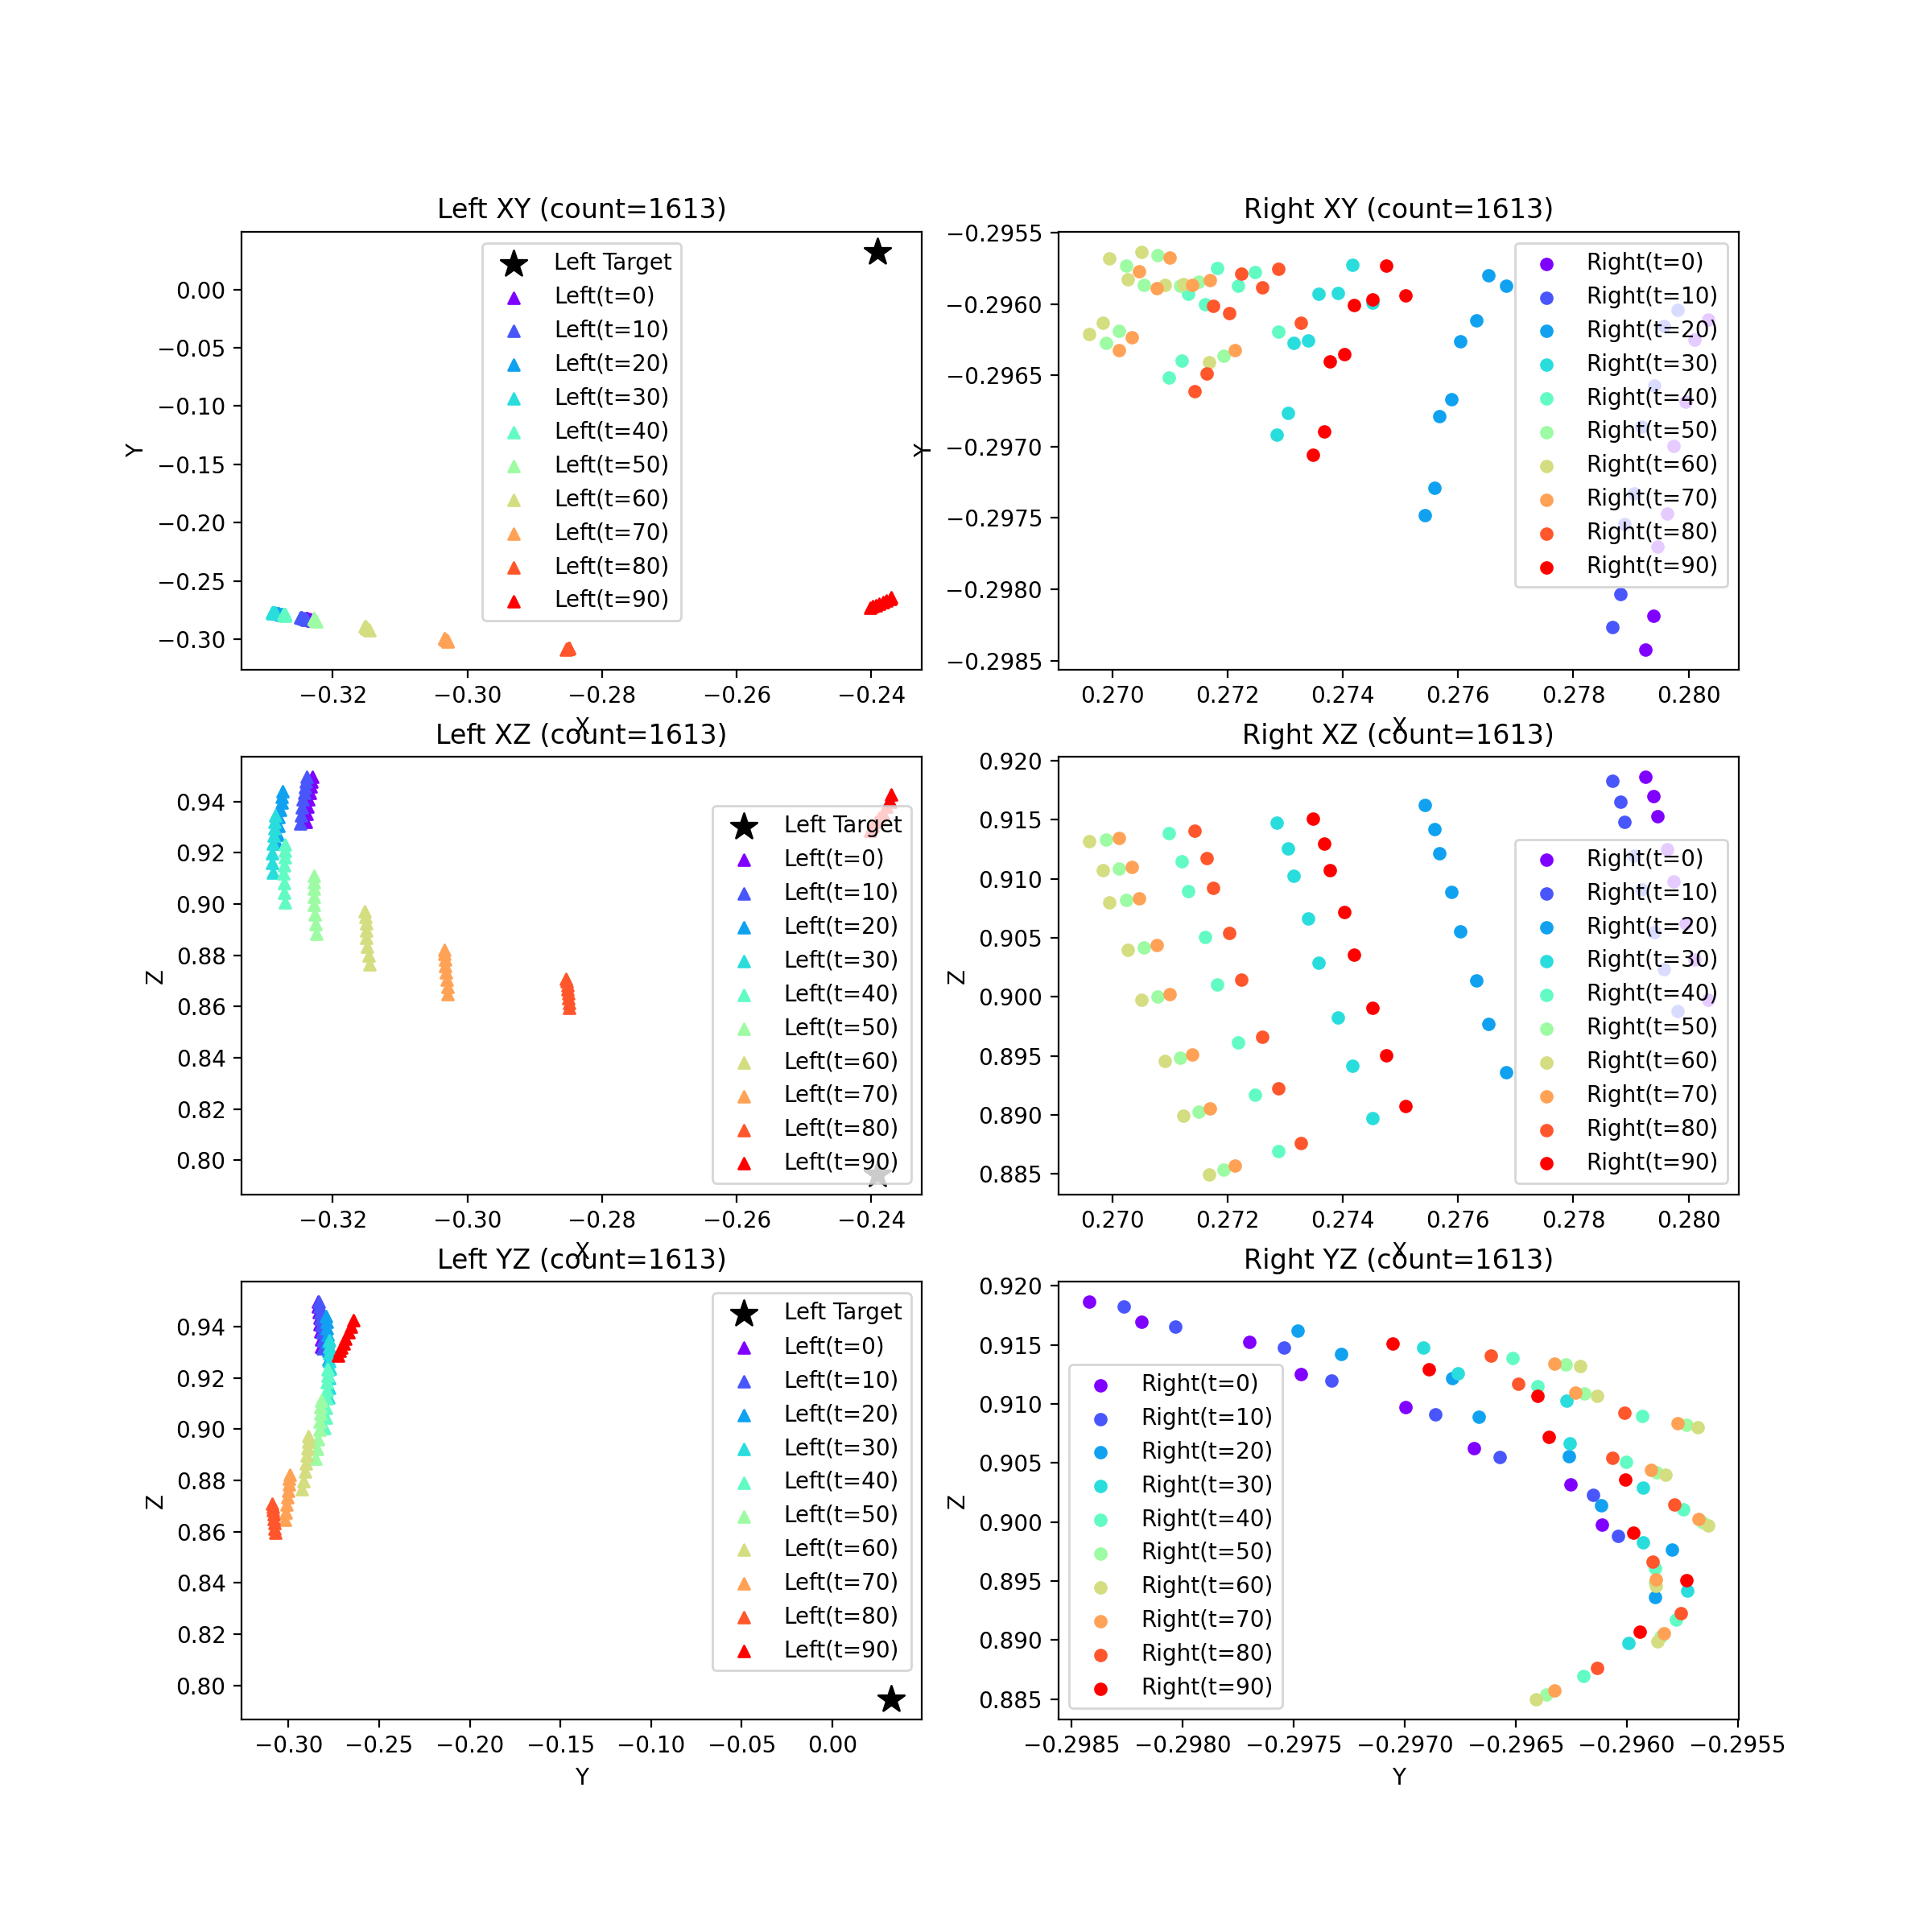 Left XY (count=1613)
Y
0.00
−0.05
−0.10
−0.15
−0.20
−0.25
−0.30
Left Target
Left(t=0)
Left(t=10)
Left(t=20)
Left(t=30)
Left(t=40)
Left(t=50)
Left(t=60)
Left(t=70)
Left(t=80)
Left(t=90)
−0.32 −0.30 −0.28 −0.26 −0.24
X
Right XY (count=1613)
Y
−0.2955
−0.2960
−0.2965
−0.2970
−0.2975
−0.2980
−0.2985
Right(t=0)
Right(t=10)
Right(t=20)
Right(t=30)
Right(t=40)
Right(t=50)
Right(t=60)
Right(t=70)
Right(t=80)
Right(t=90)
0.270 0.272 0.274 0.276 0.278 0.280
X
Left XZ (count=1613)
Z
0.94
0.92
0.90
0.88
0.86
0.84
0.82
0.80
Left Target
Left(t=0)
Left(t=10)
Left(t=20)
Left(t=30)
Left(t=40)
Left(t=50)
Left(t=60)
Left(t=70)
Left(t=80)
Left(t=90)
−0.32 −0.30 −0.28 −0.26 −0.24
X
Right XZ (count=1613)
Z
0.920
0.915
0.910
0.905
0.900
0.895
0.890
0.885
Right(t=0)
Right(t=10)
Right(t=20)
Right(t=30)
Right(t=40)
Right(t=50)
Right(t=60)
Right(t=70)
Right(t=80)
Right(t=90)
0.270 0.272 0.274 0.276 0.278 0.280
X
Left YZ (count=1613)
Z
0.94
0.92
0.90
0.88
0.86
0.84
0.82
0.80
Left Target
Left(t=0)
Left(t=10)
Left(t=20)
Left(t=30)
Left(t=40)
Left(t=50)
Left(t=60)
Left(t=70)
Left(t=80)
Left(t=90)
−0.30 −0.25 −0.20 −0.15 −0.10 −0.05 0.00
Y
Right YZ (count=1613)
Z
0.920
0.915
0.910
0.905
0.900
0.895
0.890
0.885
Right(t=0)
Right(t=10)
Right(t=20)
Right(t=30)
Right(t=40)
Right(t=50)
Right(t=60)
Right(t=70)
Right(t=80)
Right(t=90)
−0.2985 −0.2980 −0.2975 −0.2970 −0.2965 −0.2960 −0.2955
Y